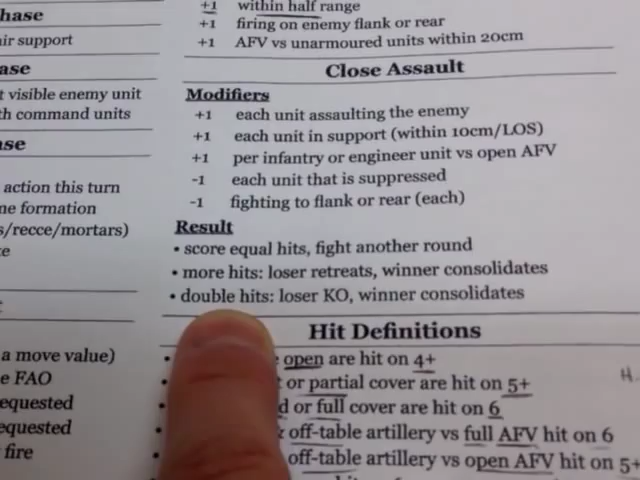 hase
air support
ase
t visible enemy unit
th command units
ase
action this turn
me formation
s/recce/mortars)
te
t
a move value)
e FAO
equested
equested
fire
+1 within half range
+1 firing on enemy flank or rear
+1 AFV vs unarmoured units within 20cm
Close Assault
Modifiers
+1 each unit assaulting the enemy
+1 each unit in support (within 10cm/LOS)
+1 per infantry or engineer unit vs open AFV
-1 each unit that is suppressed
-1 fighting to flank or rear (each)
Result
• score equal hits, fight another round
• more hits: loser retreats, winner consolidates
• double hits: loser KO, winner consolidates
Hit Definitions
• open are hit on 4+
• or partial cover are hit on 5+
• d or full cover are hit on 6
• off-table artillery vs full AFV hit on 6
• off-table artillery vs open AFV hit on 5+
H.